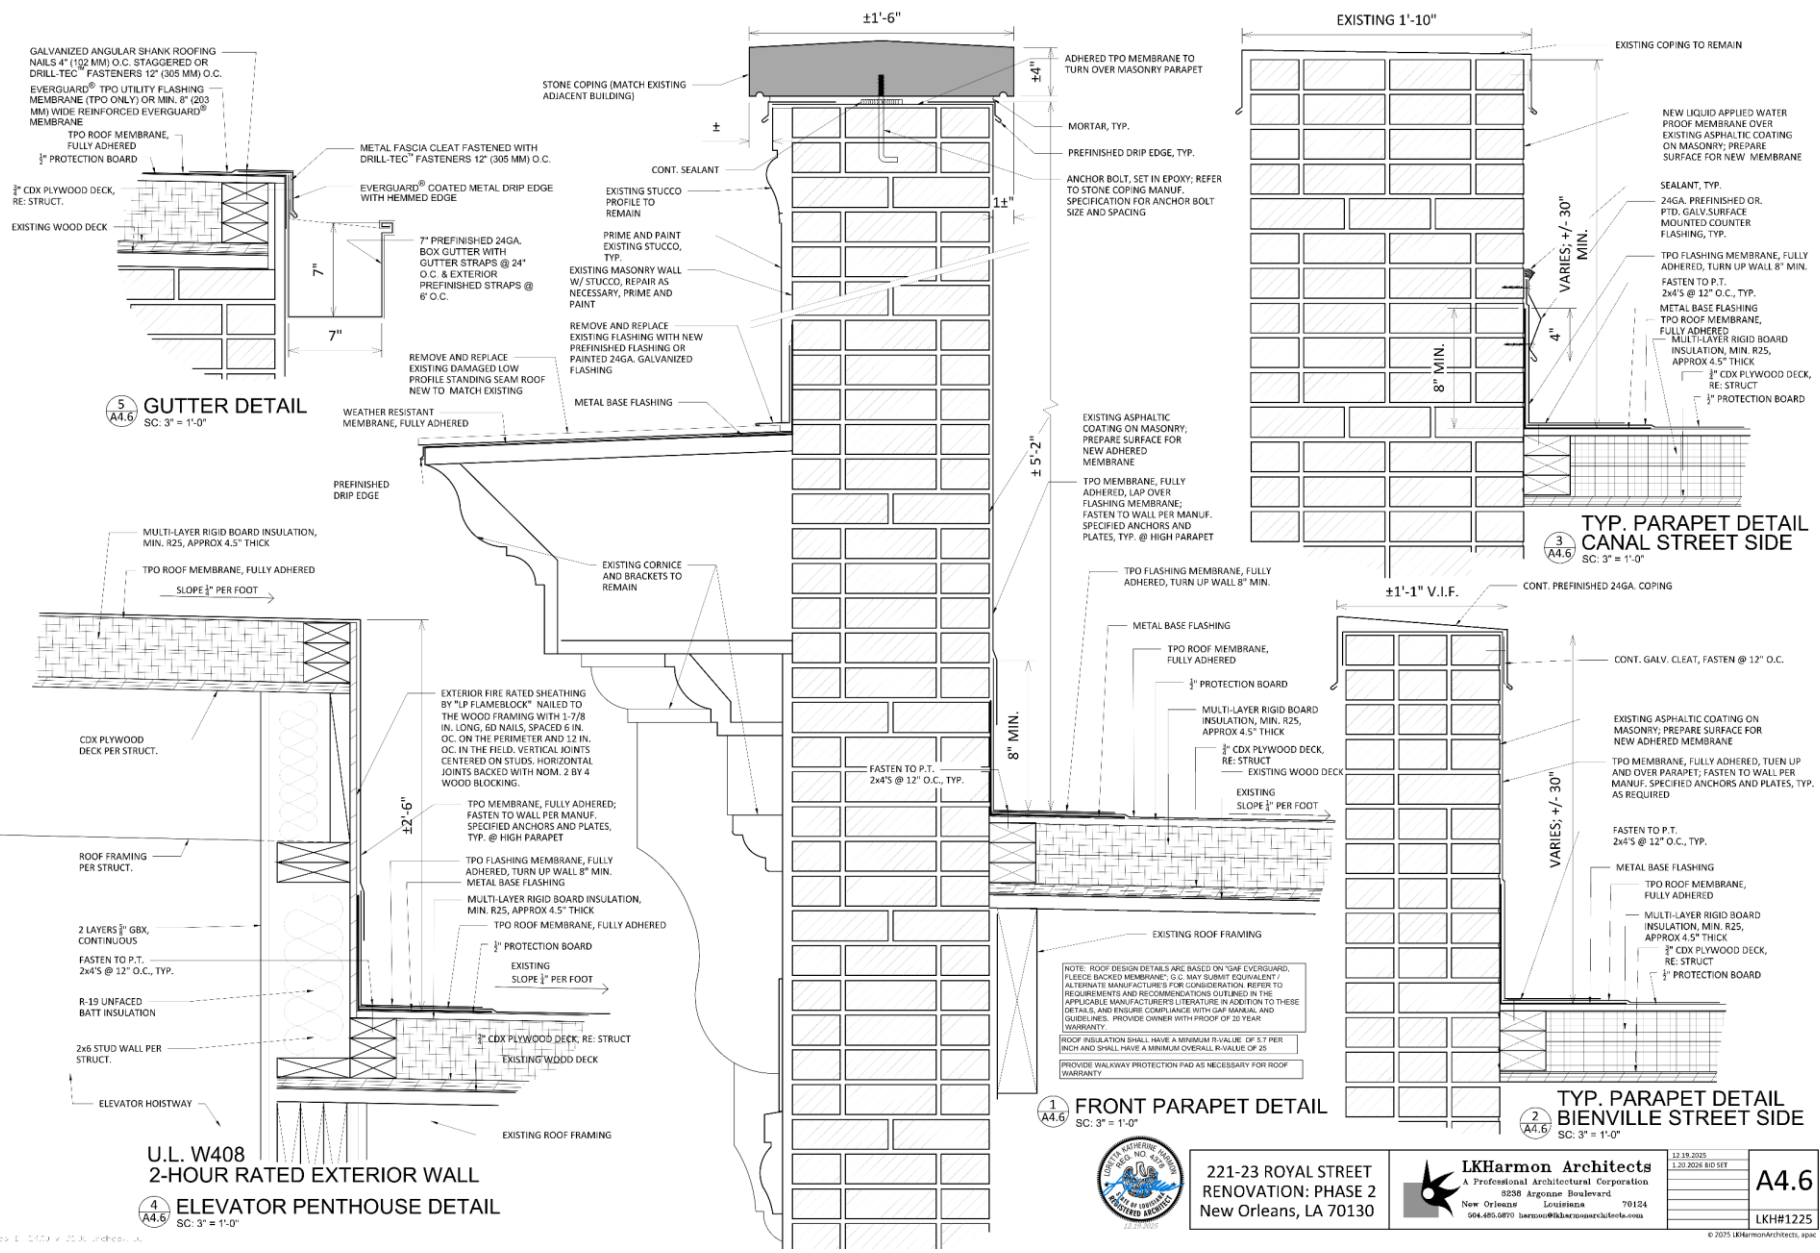 GALVANIZED ANGULAR SHANK ROOFING
NAILS 4" (102 MM) O.C. STAGGERED OR
DRILL-TEC™ FASTENERS 12" (305 MM) O.C.
EVERGUARD® TPO UTILITY FLASHING
MEMBRANE (TPO ONLY) OR MIN. 8" (203
MM) WIDE REINFORCED EVERGUARD®
MEMBRANE
TPO ROOF MEMBRANE,
FULLY ADHERED
½" PROTECTION BOARD
¾" CDX PLYWOOD DECK,
RE: STRUCT.
EXISTING WOOD DECK
METAL FASCIA CLEAT FASTENED WITH
DRILL-TEC™ FASTENERS 12" (305 MM) O.C.
EVERGUARD® COATED METAL DRIP EDGE
WITH HEMMED EDGE
7" PREFINISHED 24GA.
BOX GUTTER WITH
GUTTER STRAPS @ 24"
O.C. & EXTERIOR
PREFINISHED STRAPS @
6' O.C.
7"
7"
5
A4.6
GUTTER DETAIL
SC: 3" = 1'-0"
±1'-6"
±4"
STONE COPING (MATCH EXISTING
ADJACENT BUILDING)
±
CONT. SEALANT
EXISTING STUCCO
PROFILE TO
REMAIN
PRIME AND PAINT
EXISTING STUCCO,
TYP.
EXISTING MASONRY WALL
W/ STUCCO, REPAIR AS
NECESSARY, PRIME AND
PAINT
REMOVE AND REPLACE
EXISTING FLASHING WITH NEW
PREFINISHED FLASHING OR
PAINTED 24GA. GALVANIZED
FLASHING
REMOVE AND REPLACE
EXISTING DAMAGED LOW
PROFILE STANDING SEAM ROOF
NEW TO MATCH EXISTING
METAL BASE FLASHING
WEATHER RESISTANT
MEMBRANE, FULLY ADHERED
PREFINISHED
DRIP EDGE
EXISTING CORNICE
AND BRACKETS TO
REMAIN
ADHERED TPO MEMBRANE TO
TURN OVER MASONRY PARAPET
MORTAR, TYP.
PREFINISHED DRIP EDGE, TYP.
ANCHOR BOLT, SET IN EPOXY; REFER
TO STONE COPING MANUF.
SPECIFICATION FOR ANCHOR BOLT
SIZE AND SPACING
1±"
± 5'-2"
EXISTING ASPHALTIC
COATING ON MASONRY;
PREPARE SURFACE FOR
NEW ADHERED
MEMBRANE
TPO MEMBRANE, FULLY
ADHERED, LAP OVER
FLASHING MEMBRANE;
FASTEN TO WALL PER MANUF.
SPECIFIED ANCHORS AND
PLATES, TYP. @ HIGH PARAPET
TPO FLASHING MEMBRANE, FULLY
ADHERED, TURN UP WALL 8" MIN.
METAL BASE FLASHING
TPO ROOF MEMBRANE,
FULLY ADHERED
½" PROTECTION BOARD
MULTI-LAYER RIGID BOARD
INSULATION, MIN. R25,
APPROX 4.5" THICK
¾" CDX PLYWOOD DECK,
RE: STRUCT
EXISTING WOOD DECK
EXISTING
SLOPE ¼" PER FOOT
8" MIN.
FASTEN TO P.T.
2x4'S @ 12" O.C., TYP.
EXISTING ROOF FRAMING
NOTE: ROOF DESIGN DETAILS ARE BASED ON "GAF EVERGUARD,
FLEECE BACKED MEMBRANE"; G.C. MAY SUBMIT EQUIVALENT /
ALTERNATE MANUFACTURE'S FOR CONSIDERATION. REFER TO
REQUIREMENTS AND RECOMMENDATIONS OUTLINED IN THE
APPLICABLE MANUFACTURER'S LITERATURE IN ADDITION TO THESE
DETAILS, AND ENSURE COMPLIANCE WITH GAF MANUAL AND
GUIDELINES. PROVIDE OWNER WITH PROOF OF 20 YEAR
WARRANTY.
ROOF INSULATION SHALL HAVE A MINIMUM R-VALUE OF 5.7 PER
INCH AND SHALL HAVE A MINIMUM OVERALL R-VALUE OF 25
PROVIDE WALKWAY PROTECTION PAD AS NECESSARY FOR ROOF
WARRANTY
1
A4.6
FRONT PARAPET DETAIL
SC: 3" = 1'-0"
EXISTING 1'-10"
EXISTING COPING TO REMAIN
NEW LIQUID APPLIED WATER
PROOF MEMBRANE OVER
EXISTING ASPHALTIC COATING
ON MASONRY; PREPARE
SURFACE FOR NEW MEMBRANE
SEALANT, TYP.
24GA. PREFINISHED OR.
PTD. GALV.SURFACE
MOUNTED COUNTER
FLASHING, TYP.
TPO FLASHING MEMBRANE, FULLY
ADHERED, TURN UP WALL 8" MIN.
FASTEN TO P.T.
2x4'S @ 12" O.C., TYP.
METAL BASE FLASHING
TPO ROOF MEMBRANE,
FULLY ADHERED
MULTI-LAYER RIGID BOARD
INSULATION, MIN. R25,
APPROX 4.5" THICK
¾" CDX PLYWOOD DECK,
RE: STRUCT
½" PROTECTION BOARD
VARIES; +/- 30"
MIN.
4"
8" MIN.
3
A4.6
TYP. PARAPET DETAIL
CANAL STREET SIDE
SC: 3" = 1'-0"
±1'-1" V.I.F.
CONT. PREFINISHED 24GA. COPING
CONT. GALV. CLEAT, FASTEN @ 12" O.C.
EXISTING ASPHALTIC COATING ON
MASONRY; PREPARE SURFACE FOR
NEW ADHERED MEMBRANE
TPO MEMBRANE, FULLY ADHERED, TUEN UP
AND OVER PARAPET; FASTEN TO WALL PER
MANUF. SPECIFIED ANCHORS AND PLATES, TYP.
AS REQUIRED
FASTEN TO P.T.
2x4'S @ 12" O.C., TYP.
METAL BASE FLASHING
TPO ROOF MEMBRANE,
FULLY ADHERED
MULTI-LAYER RIGID BOARD
INSULATION, MIN. R25,
APPROX 4.5" THICK
¾" CDX PLYWOOD DECK,
RE: STRUCT
½" PROTECTION BOARD
VARIES; +/- 30"
2
A4.6
TYP. PARAPET DETAIL
BIENVILLE STREET SIDE
SC: 3" = 1'-0"
MULTI-LAYER RIGID BOARD INSULATION,
MIN. R25, APPROX 4.5" THICK
TPO ROOF MEMBRANE, FULLY ADHERED
SLOPE ¼" PER FOOT
CDX PLYWOOD
DECK PER STRUCT.
ROOF FRAMING
PER STRUCT.
2 LAYERS ⅝" GBX,
CONTINUOUS
FASTEN TO P.T.
2x4'S @ 12" O.C., TYP.
R-19 UNFACED
BATT INSULATION
2x6 STUD WALL PER
STRUCT.
ELEVATOR HOISTWAY
±2'-6"
EXTERIOR FIRE RATED SHEATHING
BY "LP FLAMEBLOCK" NAILED TO
THE WOOD FRAMING WITH 1-7/8
IN. LONG, 6D NAILS, SPACED 6 IN.
OC. ON THE PERIMETER AND 12 IN.
OC. IN THE FIELD. VERTICAL JOINTS
CENTERED ON STUDS. HORIZONTAL
JOINTS BACKED WITH NOM. 2 BY 4
WOOD BLOCKING.
TPO MEMBRANE, FULLY ADHERED;
FASTEN TO WALL PER MANUF.
SPECIFIED ANCHORS AND PLATES,
TYP. @ HIGH PARAPET
TPO FLASHING MEMBRANE, FULLY
ADHERED, TURN UP WALL 8" MIN.
METAL BASE FLASHING
MULTI-LAYER RIGID BOARD INSULATION,
MIN. R25, APPROX 4.5" THICK
TPO ROOF MEMBRANE, FULLY ADHERED
½" PROTECTION BOARD
EXISTING
SLOPE ¼" PER FOOT
¾" CDX PLYWOOD DECK, RE: STRUCT
EXISTING WOOD DECK
EXISTING ROOF FRAMING
U.L. W408
2-HOUR RATED EXTERIOR WALL
4
A4.6
ELEVATOR PENTHOUSE DETAIL
SC: 3" = 1'-0"
LORETTA KATHERINE HARMON
REG. NO. 4378
STATE OF LOUISIANA
REGISTERED ARCHITECT
12.19.2025
221-23 ROYAL STREET
RENOVATION: PHASE 2
New Orleans, LA 70130
LKHarmon Architects
A Professional Architectural Corporation
6238 Argonne Boulevard
New Orleans Louisiana 70124
504.485.5870 harmon@lkharmonarchitects.com
12.19.2025
1.20.2026 BID SET
A4.6
LKH#1225
© 2025 LKHarmonArchitects, apac